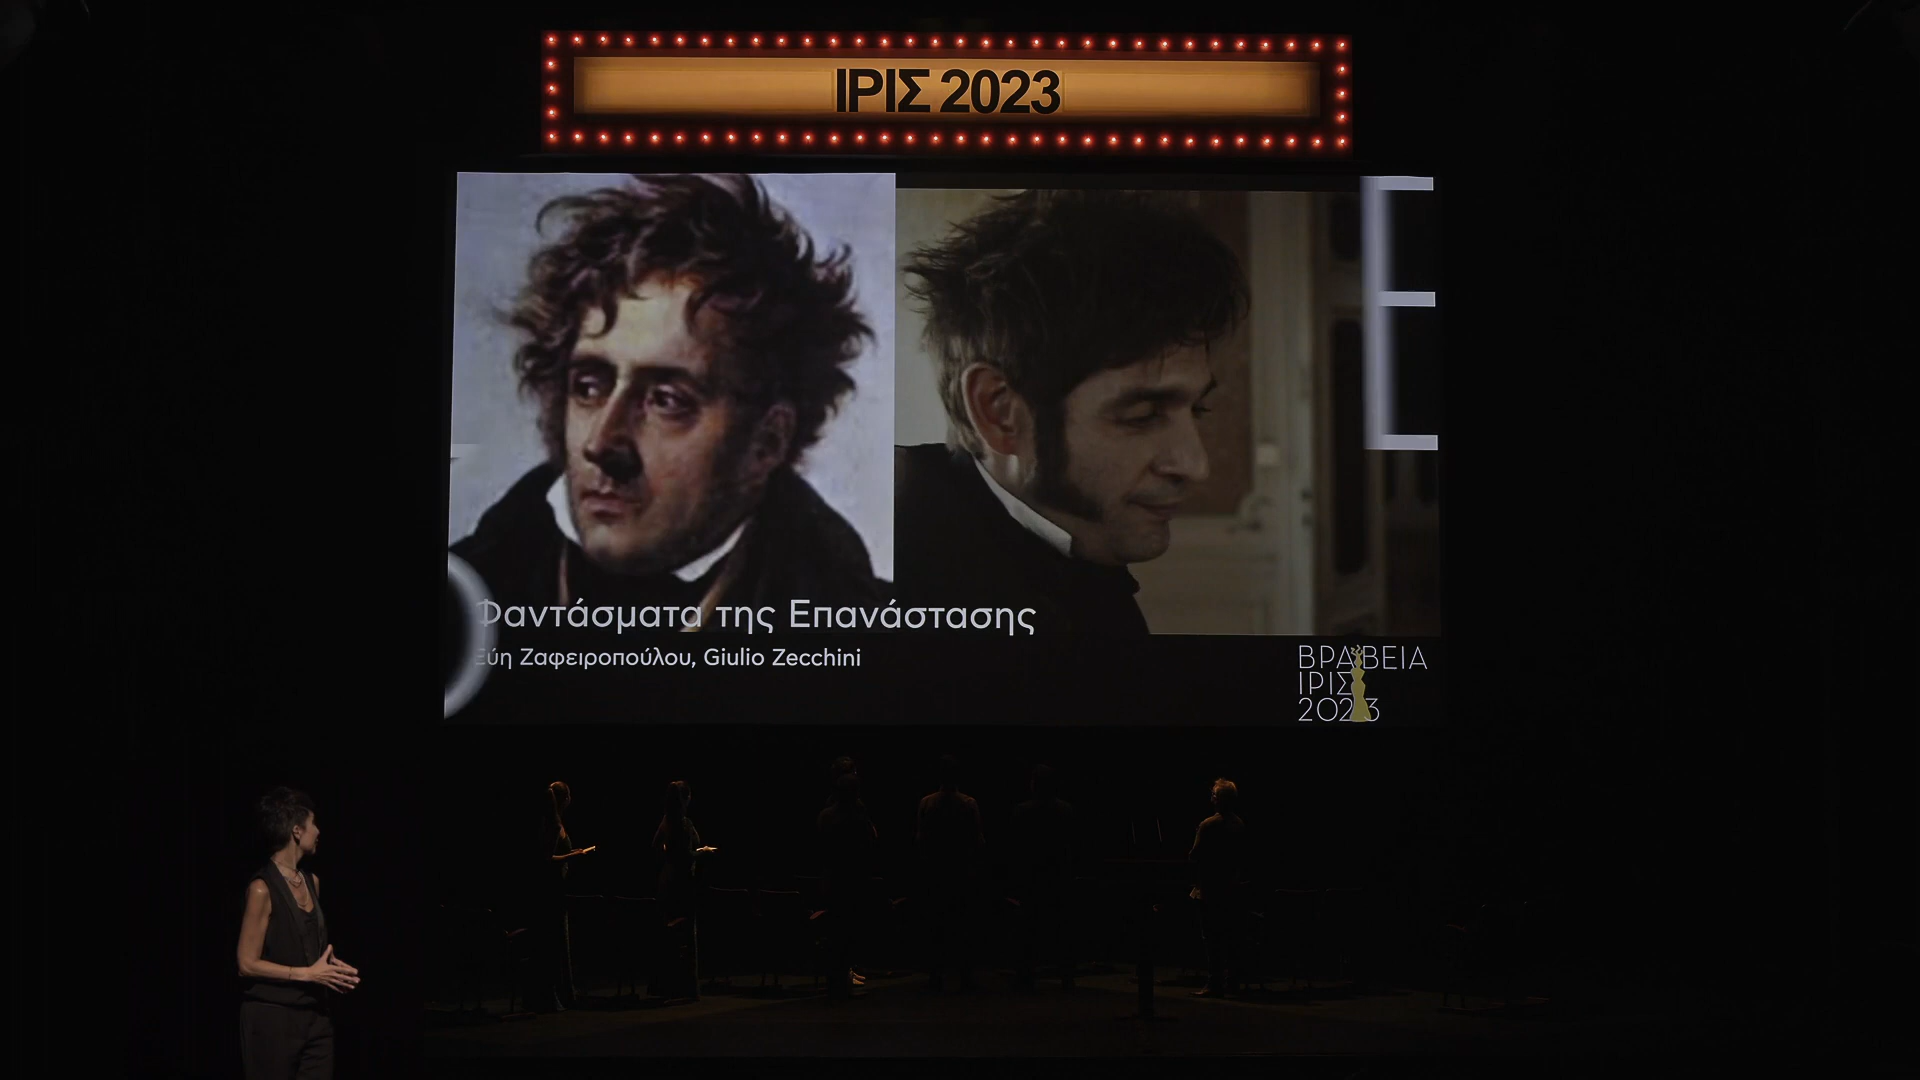 ΙΡΙΣ 2023
Φαντάσματα της Επανάστασης
Εύη Ζαφειροπούλου, Giulio Zecchini
ΒΡΑΒΕΙΑ
ΙΡΙΣ
2023
E